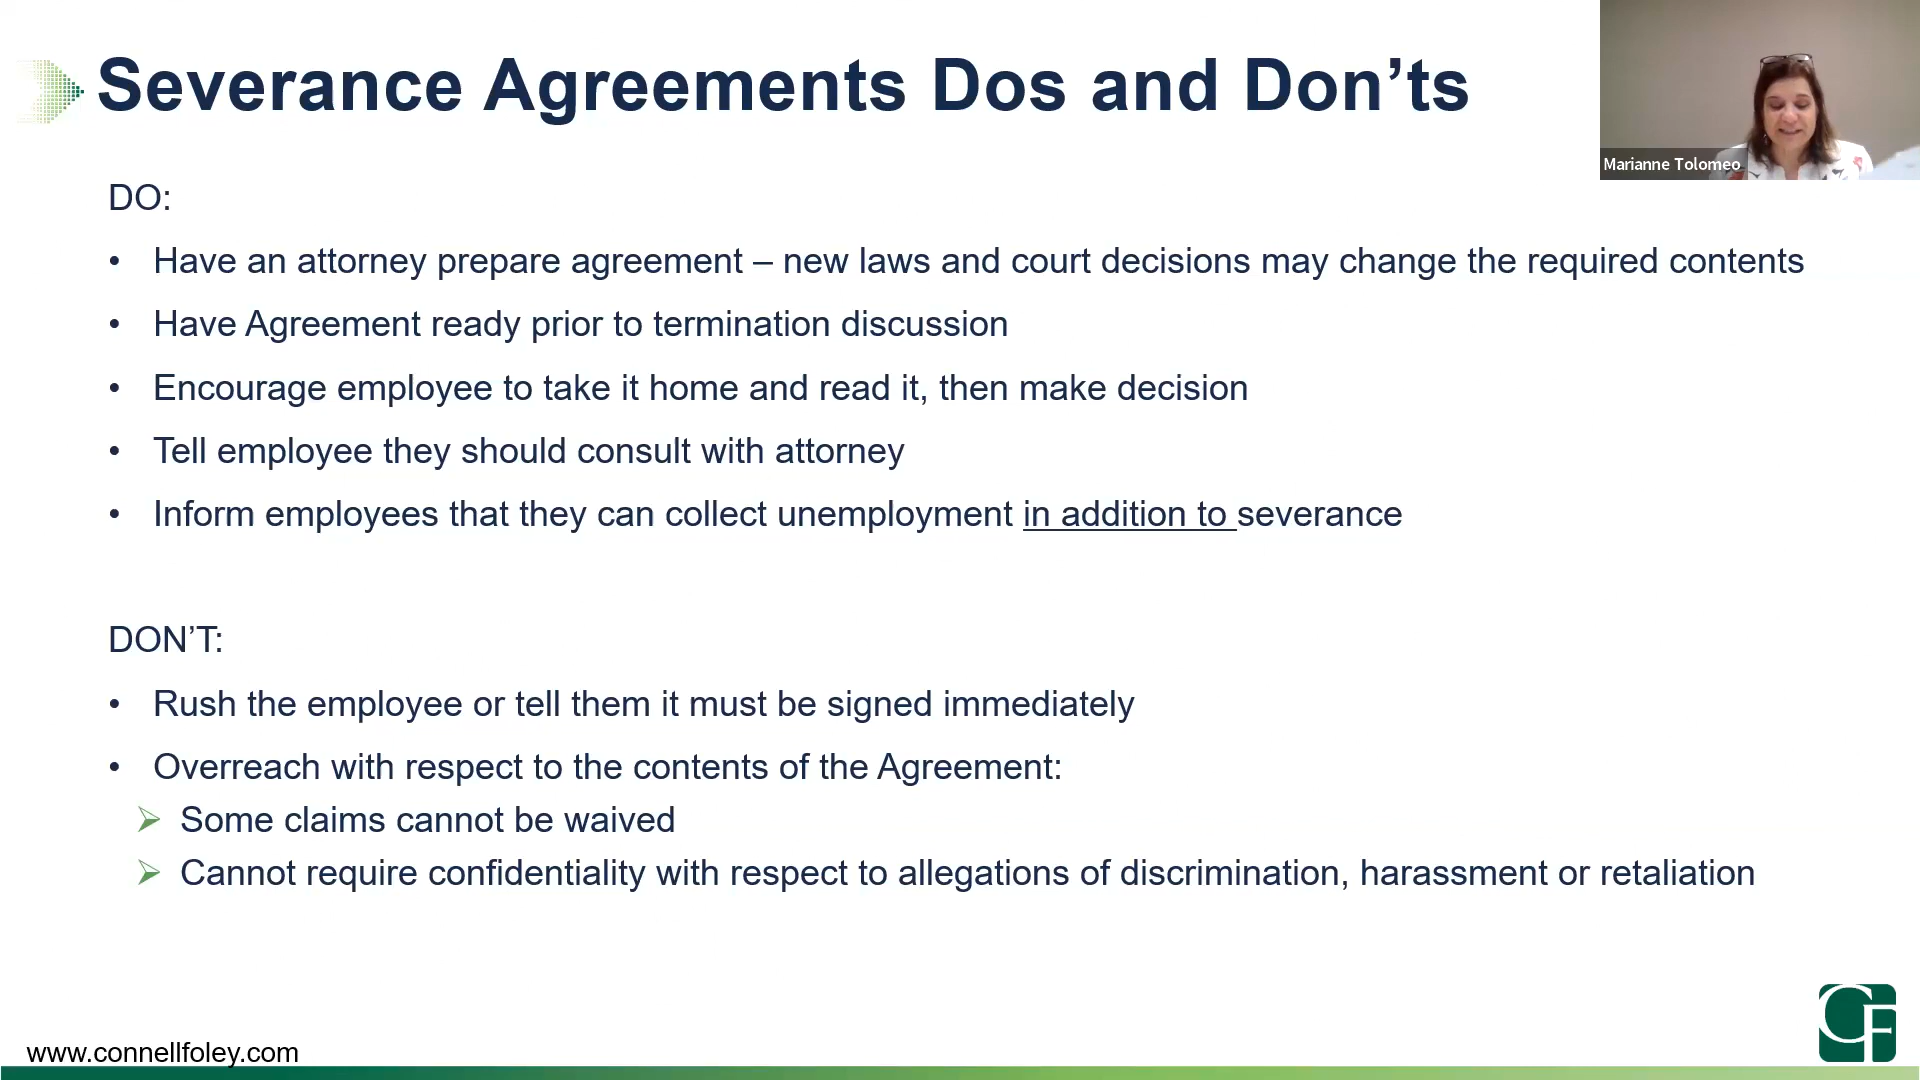 Severance Agreements Dos and Don’ts
Marianne Tolomeo
DO:
• Have an attorney prepare agreement – new laws and court decisions may change the required contents
• Have Agreement ready prior to termination discussion
• Encourage employee to take it home and read it, then make decision
• Tell employee they should consult with attorney
• Inform employees that they can collect unemployment in addition to severance
DON’T:
• Rush the employee or tell them it must be signed immediately
• Overreach with respect to the contents of the Agreement:
➢ Some claims cannot be waived
➢ Cannot require confidentiality with respect to allegations of discrimination, harassment or retaliation
CF
www.connellfoley.com